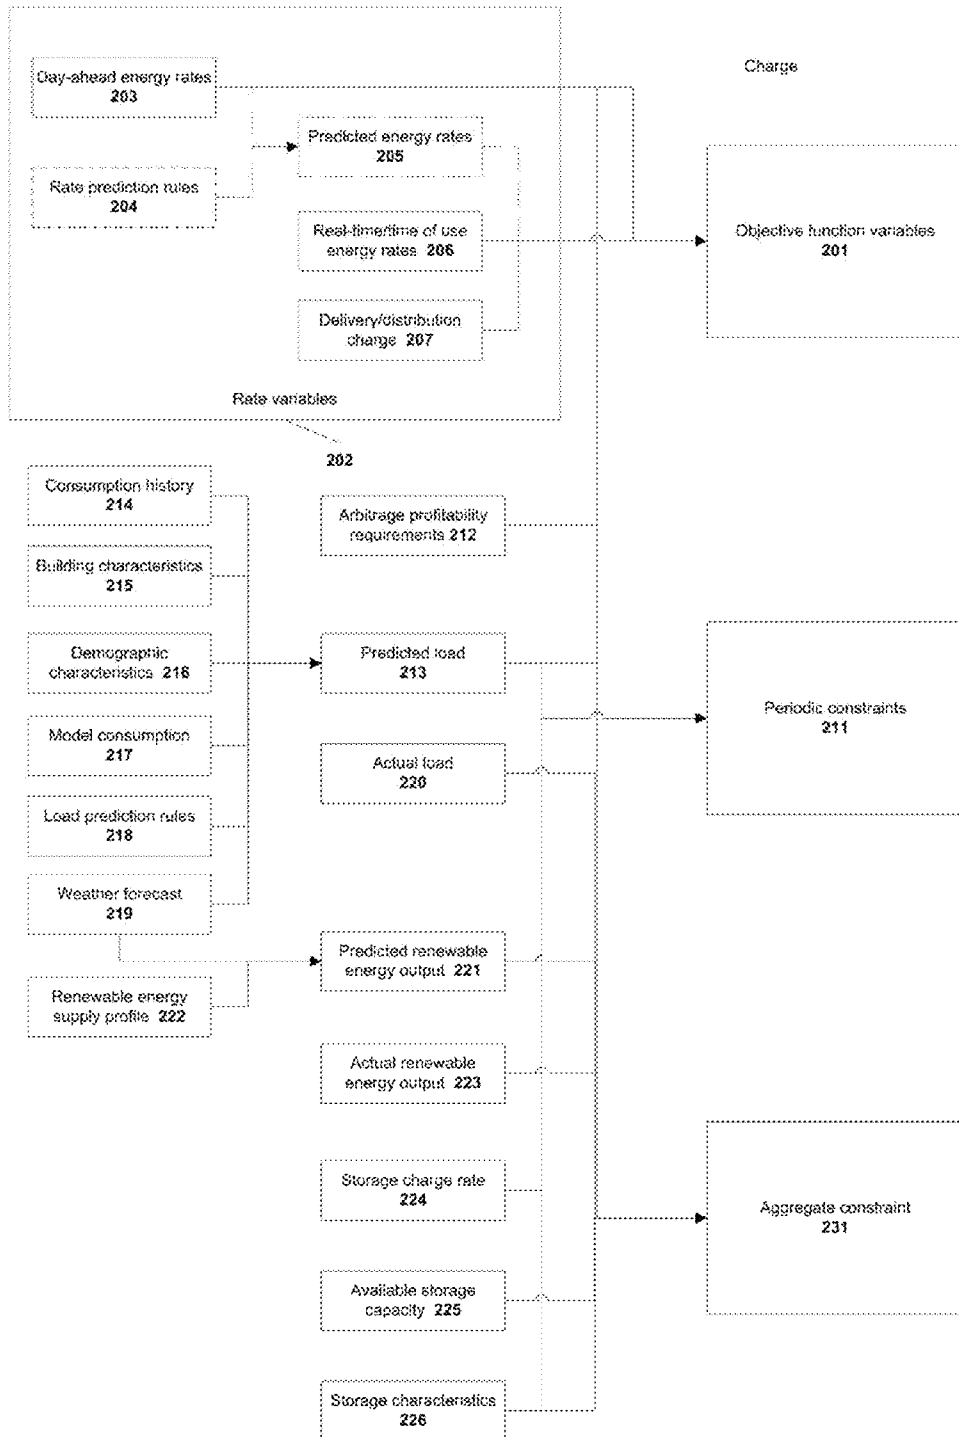 Charge
Day-ahead energy rates
203
Predicted energy rates
205
Rate prediction rules
204
Real-time/time of use
energy rates 206
Objective function variables
201
Delivery/distribution
charge 207
Rate variables
202
Consumption history
214
Arbitrage profitability
requirements 212
Building characteristics
215
Demographic
characteristics 216
Predicted load
213
Periodic constraints
211
Model consumption
217
Actual load
220
Load prediction rules
218
Weather forecast
219
Predicted renewable
energy output 221
Renewable energy
supply profile 222
Actual renewable
energy output 223
Storage charge rate
224
Aggregate constraint
231
Available storage
capacity 225
Storage characteristics
226